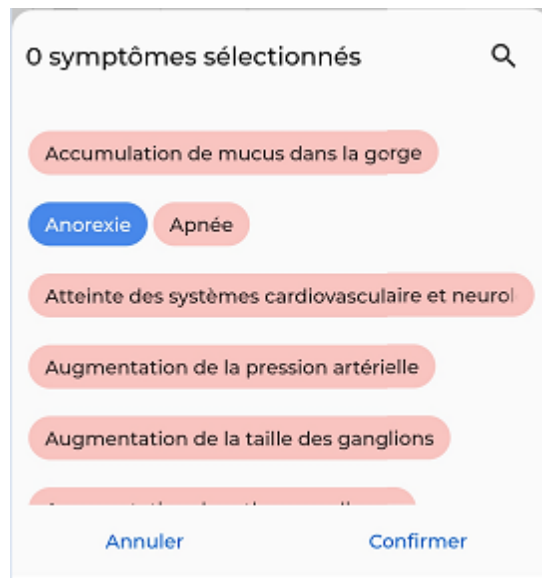 0 symptômes sélectionnés
Accumulation de mucus dans la gorge
Anorexie Apnée
Atteinte des systèmes cardiovasculaire et neurol
Augmentation de la pression artérielle
Augmentation de la taille des ganglions
Annuler Confirmer